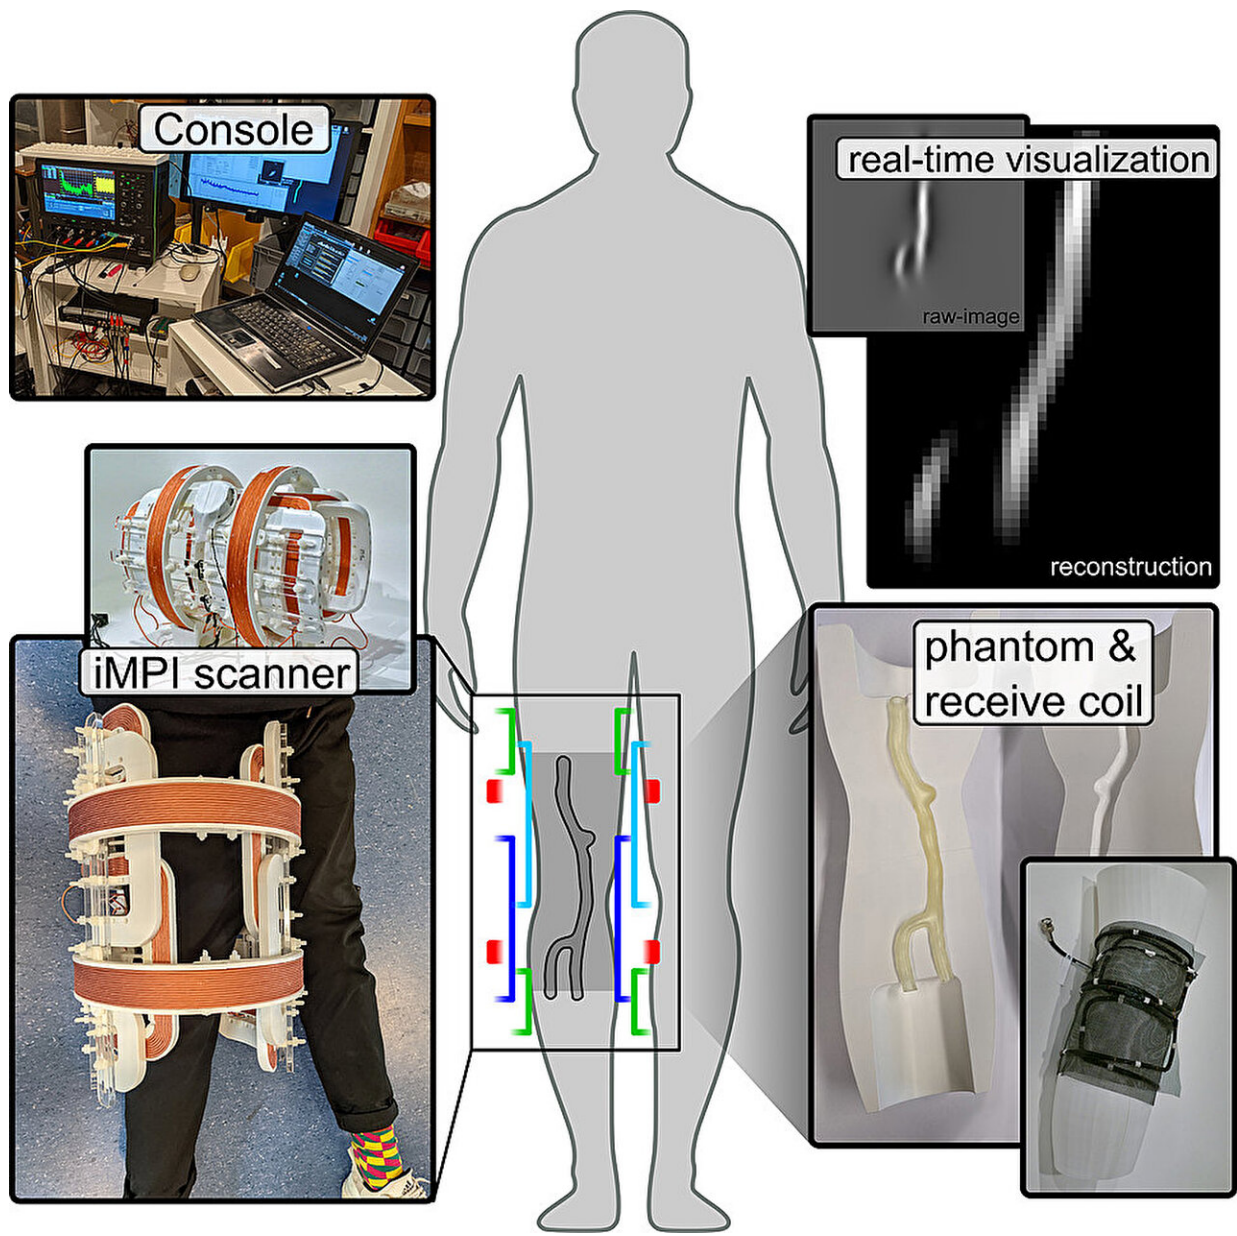 Console
real-time visualization
raw-image
reconstruction
iMPI scanner
phantom &
receive coil